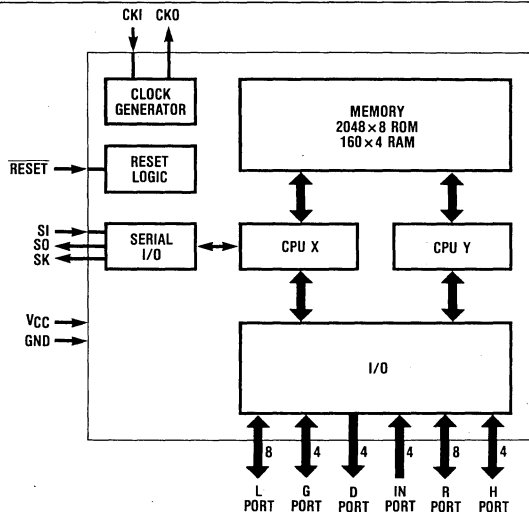 CKI CKO
CLOCK
GENERATOR
MEMORY
2048×8 ROM
160×4 RAM
RESET
RESET
LOGIC
SI
SO
SK
SERIAL
I/O
CPU X
CPU Y
VCC
GND
I/O
8 4 4 4 8 4
L G D IN R H
PORT PORT PORT PORT PORT PORT